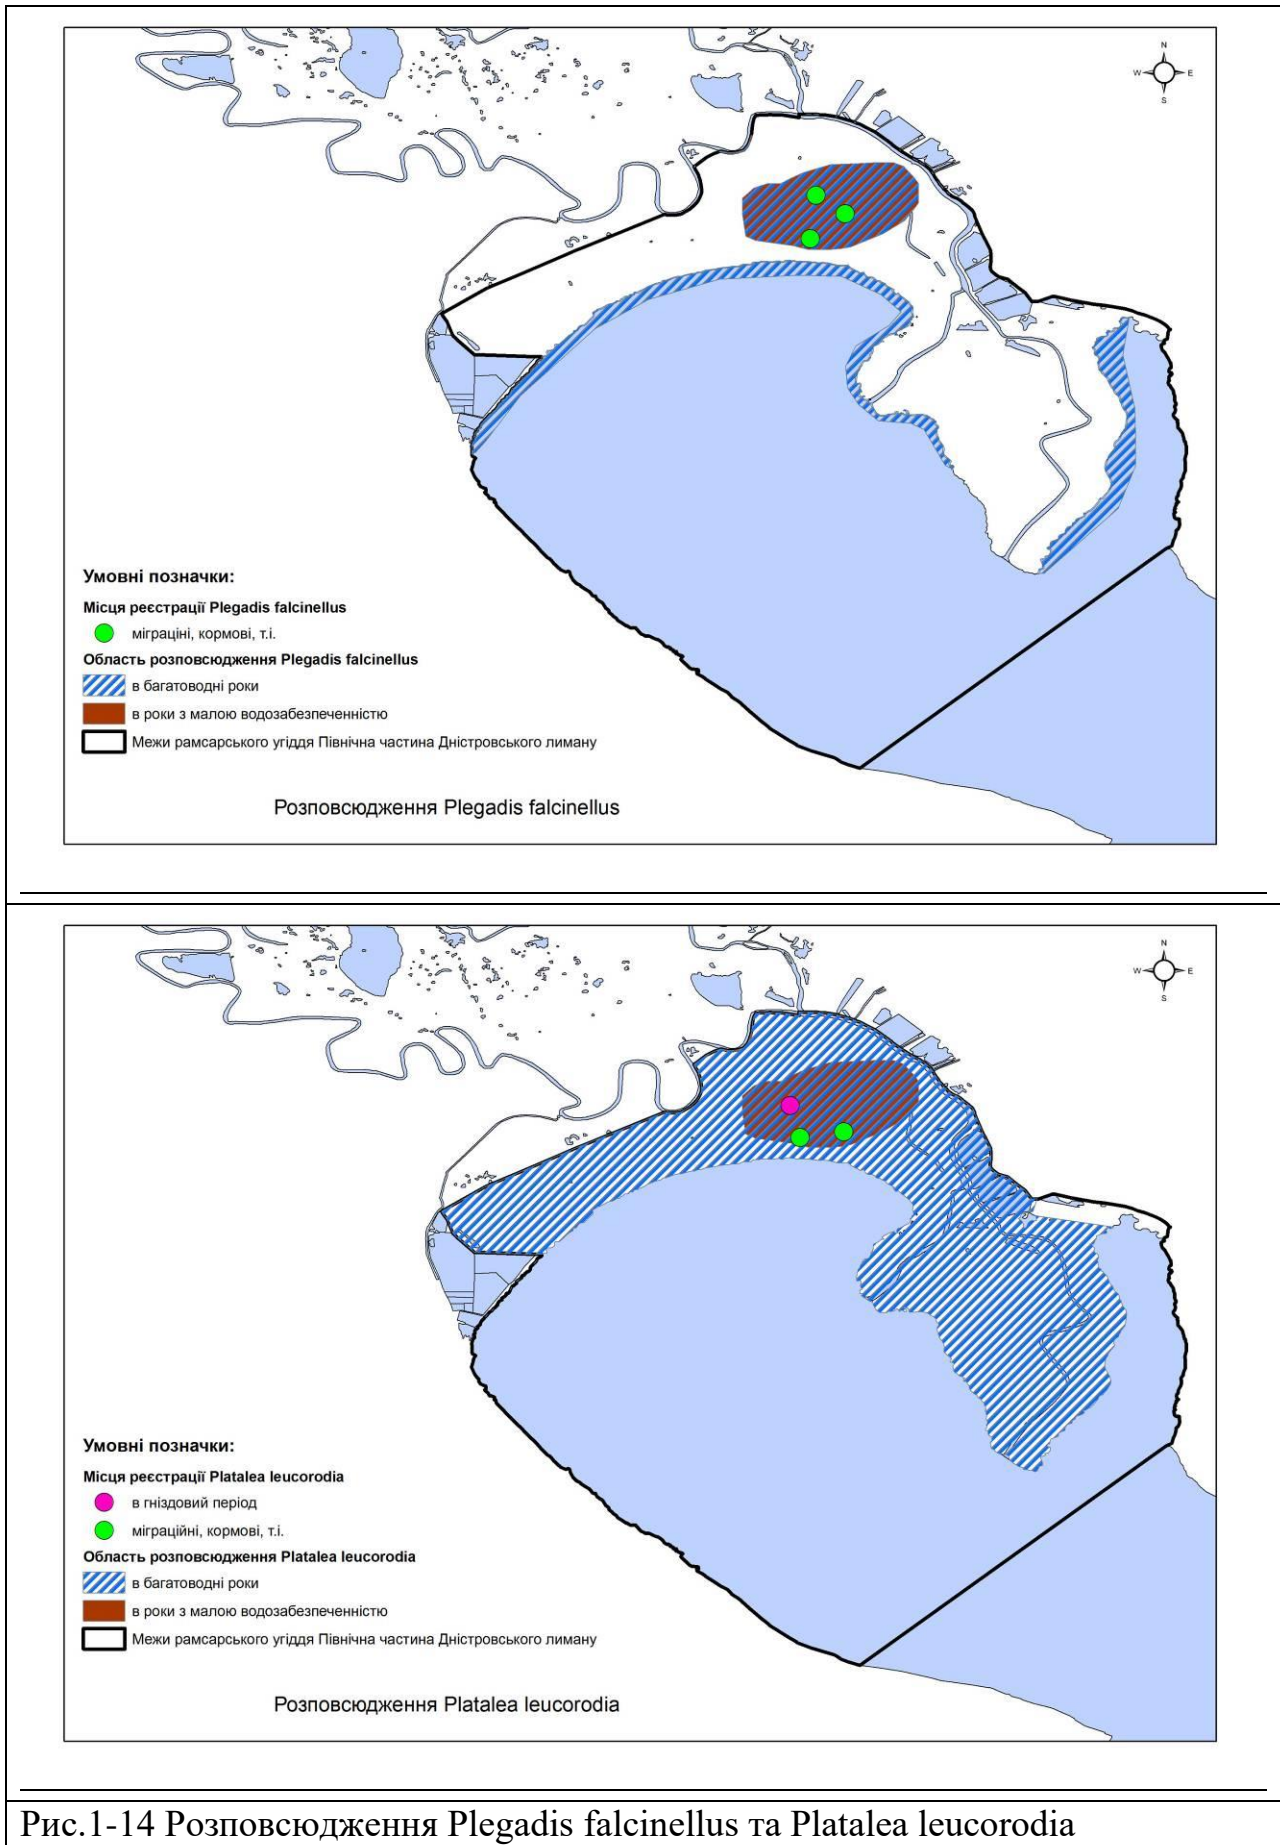 N
W E
S
Умовні позначки:
Місця реєстрації Plegadis falcinellus
міграціні, кормові, т.і.
Область розповсюдження Plegadis falcinellus
в багатоводні роки
в роки з малою водозабезпеченністю
Межи рамсарського угіддя Північна частина Дністровського лиману
Розповсюдження Plegadis falcinellus
N
W E
S
Умовні позначки:
Місця реєстрації Platalea leucorodia
в гніздовий період
міграційні, кормові, т.і.
Область розповсюдження Platalea leucorodia
в багатоводні роки
в роки з малою водозабезпеченністю
Межи рамсарського угіддя Північна частина Дністровського лиману
Розповсюдження Platalea leucorodia
Рис.1-14 Розповсюдження Plegadis falcinellus та Platalea leucorodia